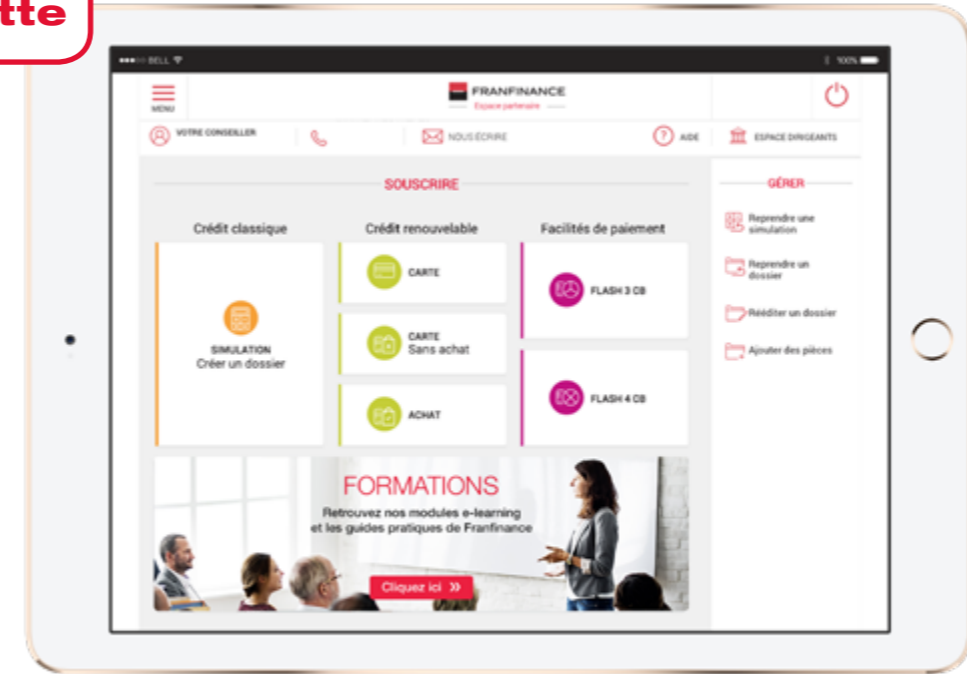 tte
BELL
100%
MENU
FRANFINANCE
Espace partenaire
VOTRE CONSEILLER
NOUS ÉCRIRE
?
AIDE
ESPACE DIRIGEANTS
SOUSCRIRE
GÉRER
Crédit classique
Crédit renouvelable
Facilités de paiement
SIMULATION
Créer un dossier
CARTE
CARTE
Sans achat
ACHAT
FLASH 3 CB
FLASH 4 CB
Reprendre une
simulation
Reprendre un
dossier
Rééditer un dossier
Ajouter des pièces
FORMATIONS
Retrouvez nos modules e-learning
et les guides pratiques de Franfinance
Cliquez ici »